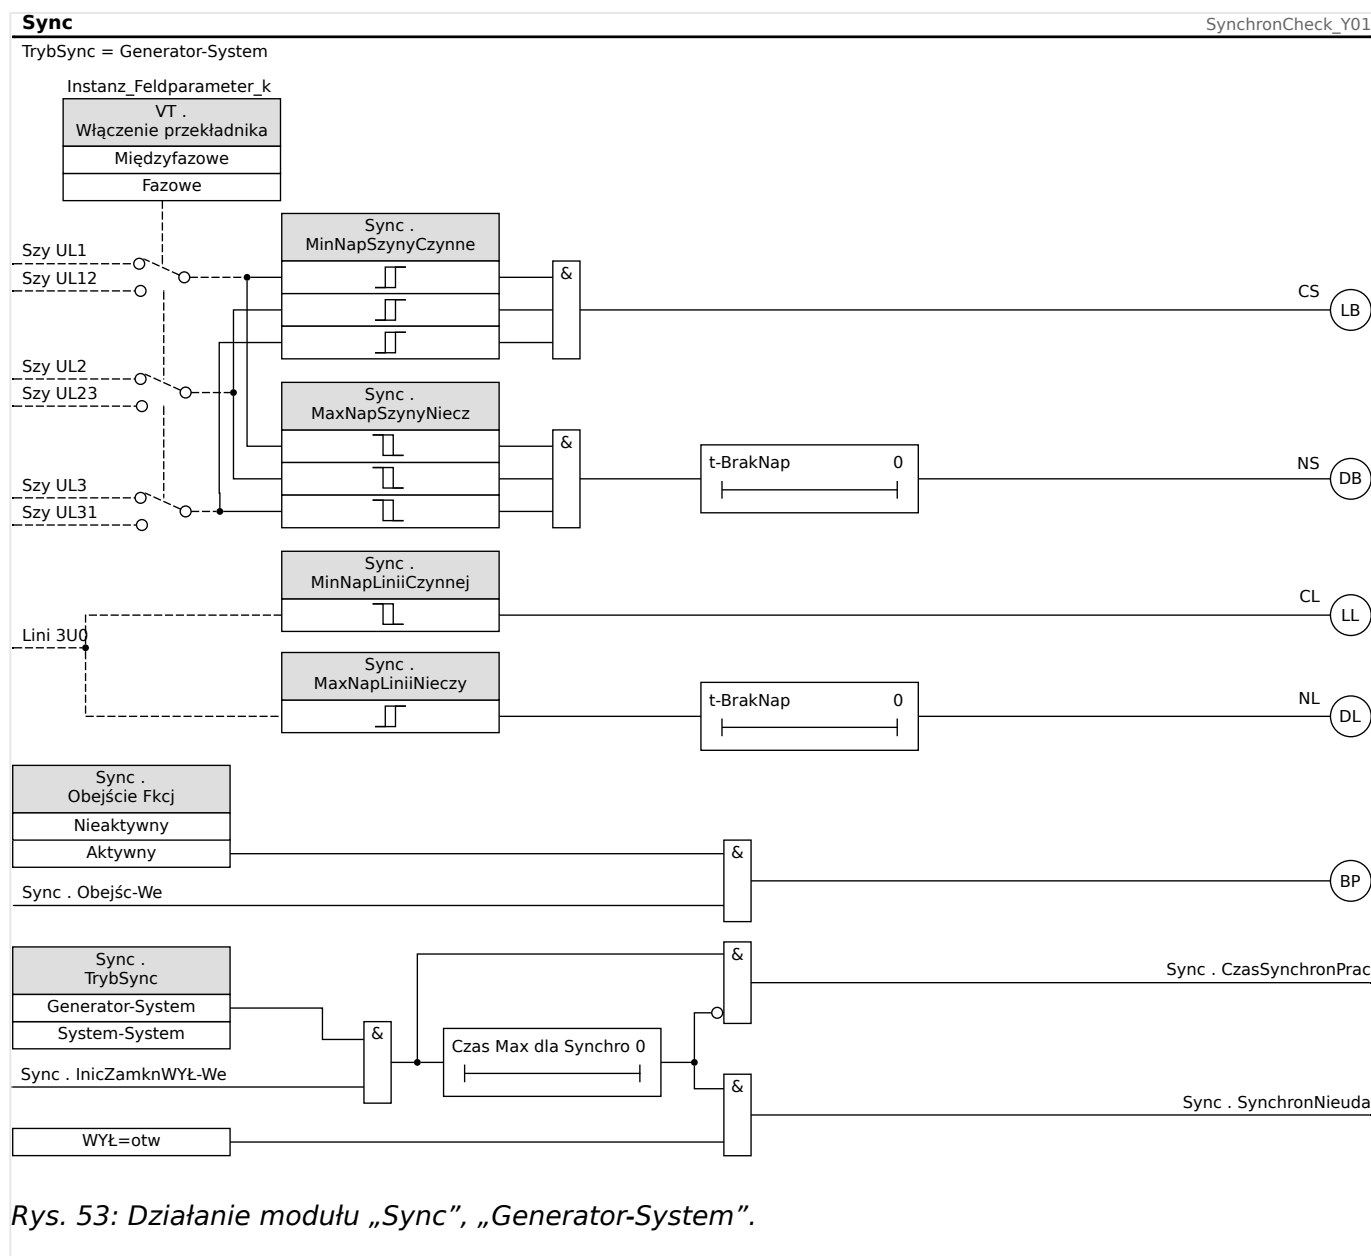 Sync
SynchronCheck_Y01
TrybSync = Generator-System
Instanz_Feldparameter_k
VT .
Włączenie przekładnika
Międzyfazowe
Fazowe
Sync .
MinNapSzynyCzynne
Szy UL1
Szy UL12
&
CS
LB
Szy UL2
Szy UL23
Sync .
MaxNapSzynyNiecz
&
t-BrakNap 0
NS
DB
Szy UL3
Szy UL31
Sync .
MinNapLiniiCzynnej
CL
LL
Lini 3U0
Sync .
MaxNapLiniiNieczy
t-BrakNap 0
NL
DL
Sync .
Obejście Fkcj
Nieaktywny
Aktywny
&
Sync . Obejśc-We
BP
Sync .
TrybSync
Generator-System
System-System
&
Sync . CzasSynchronPrac
&
Czas Max dla Synchro 0
Sync . InicZamknWYŁ-We
&
Sync . SynchronNieuda
WYŁ=otw
Rys. 53: Działanie modułu „Sync”, „Generator-System”.